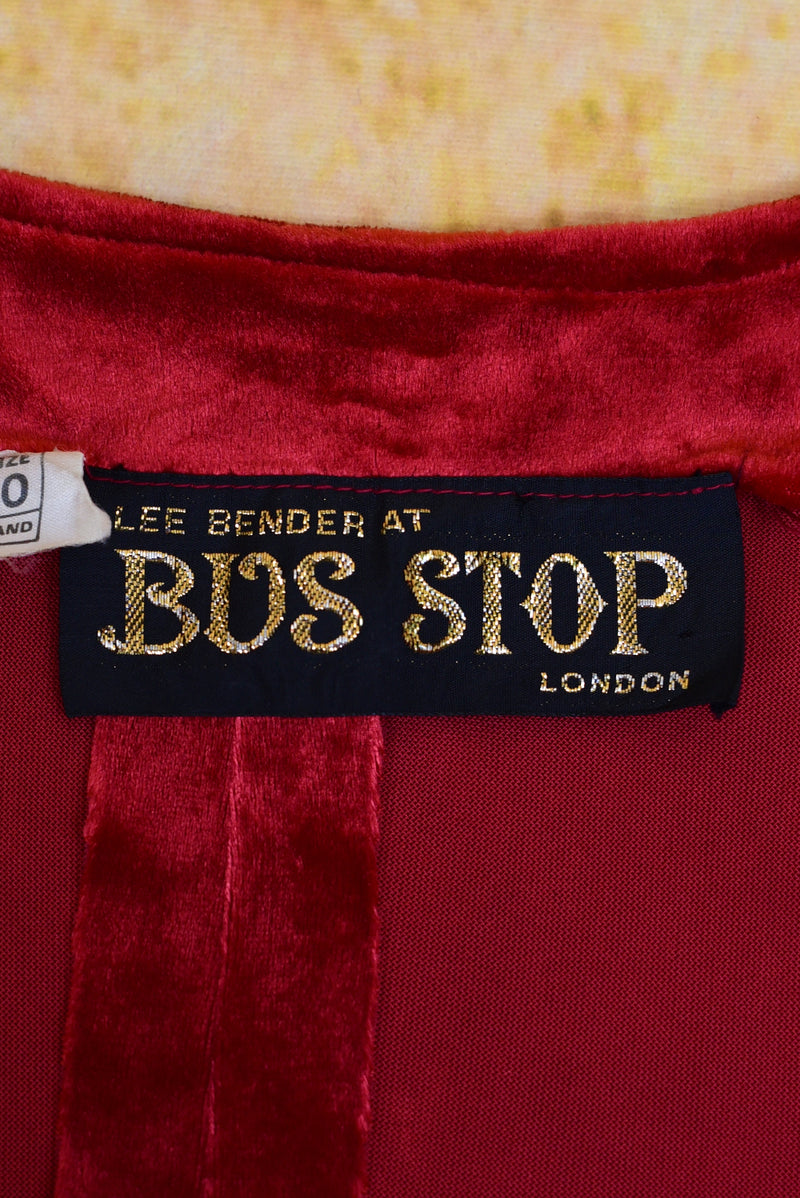 LEE BENDER AT
BUS STOP
LONDON